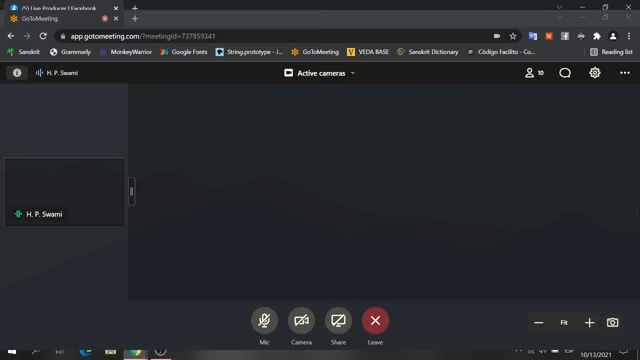 (5) Live Producer | Facebook
GoToMeeting
app.gotomeeting.com/?meetingId=737859341
Sanskrit
Grammarly
MonkeyWarrior
Google Fonts
String.prototype - J...
GoToMeeting
VEDA BASE
Sanskrit Dictionary
Código Facilito - Co...
Reading list
H. P. Swami
Active cameras
10
H. P. Swami
Mic
Camera
Share
Leave
Fit
10/13/2021